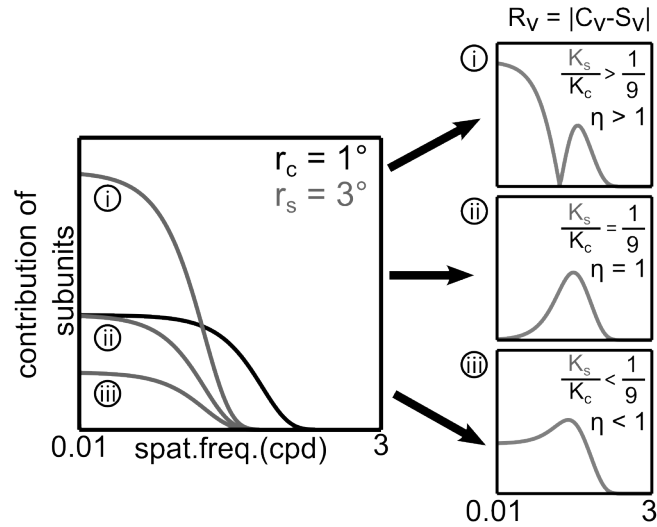 R_v = |C_v-S_v|
i
K_s/K_c > 1/9
η > 1
r_c = 1°
r_s = 3°
i
ii
iii
contribution of
subunits
0.01
spat.freq.(cpd)
3
ii
K_s/K_c = 1/9
η = 1
iii
K_s/K_c < 1/9
η < 1
0.01
3